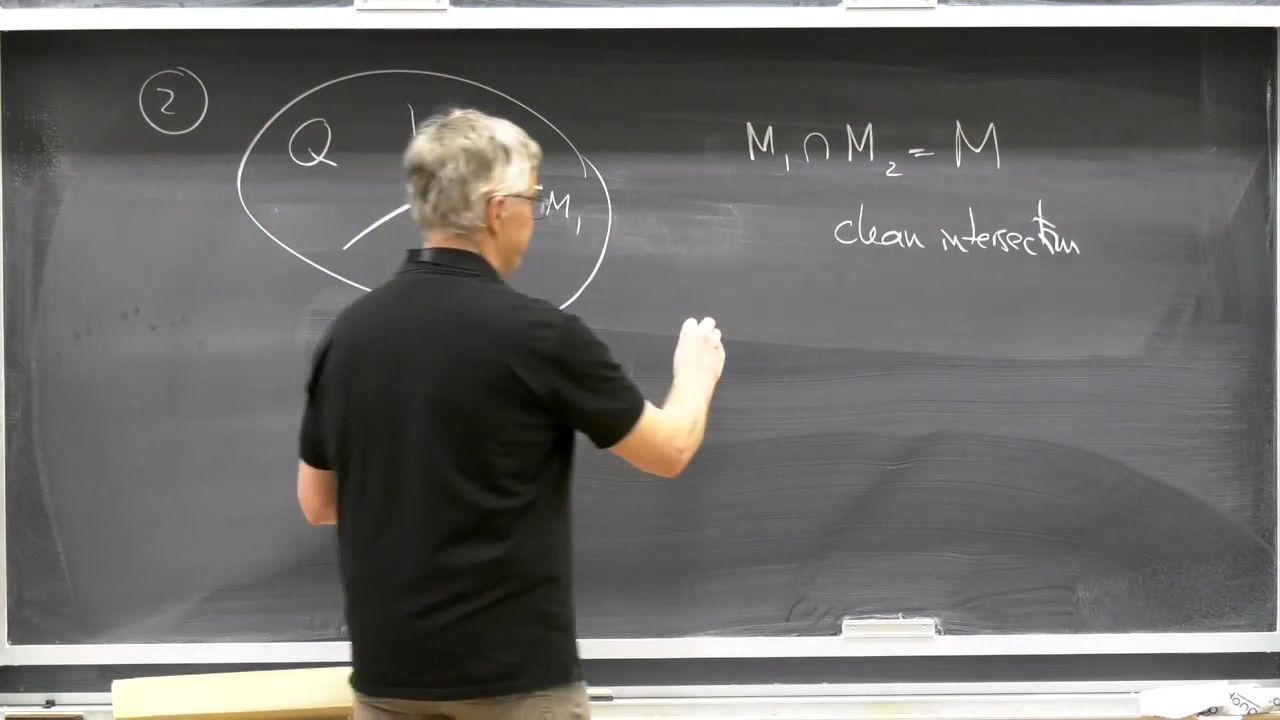 2
Q
M₁
M₁ ∩ M₂ = M
clean intersection